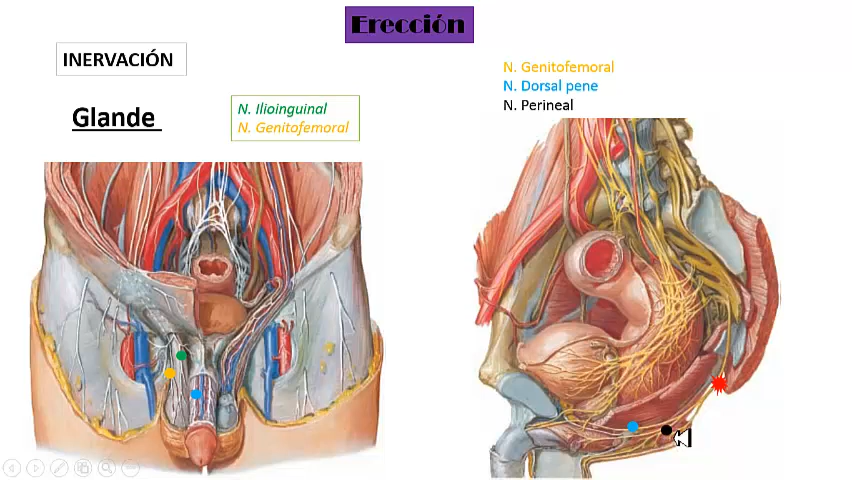 Erección
INERVACIÓN
Glande
N. Ilioinguinal
N. Genitofemoral
N. Genitofemoral
N. Dorsal pene
N. Perineal